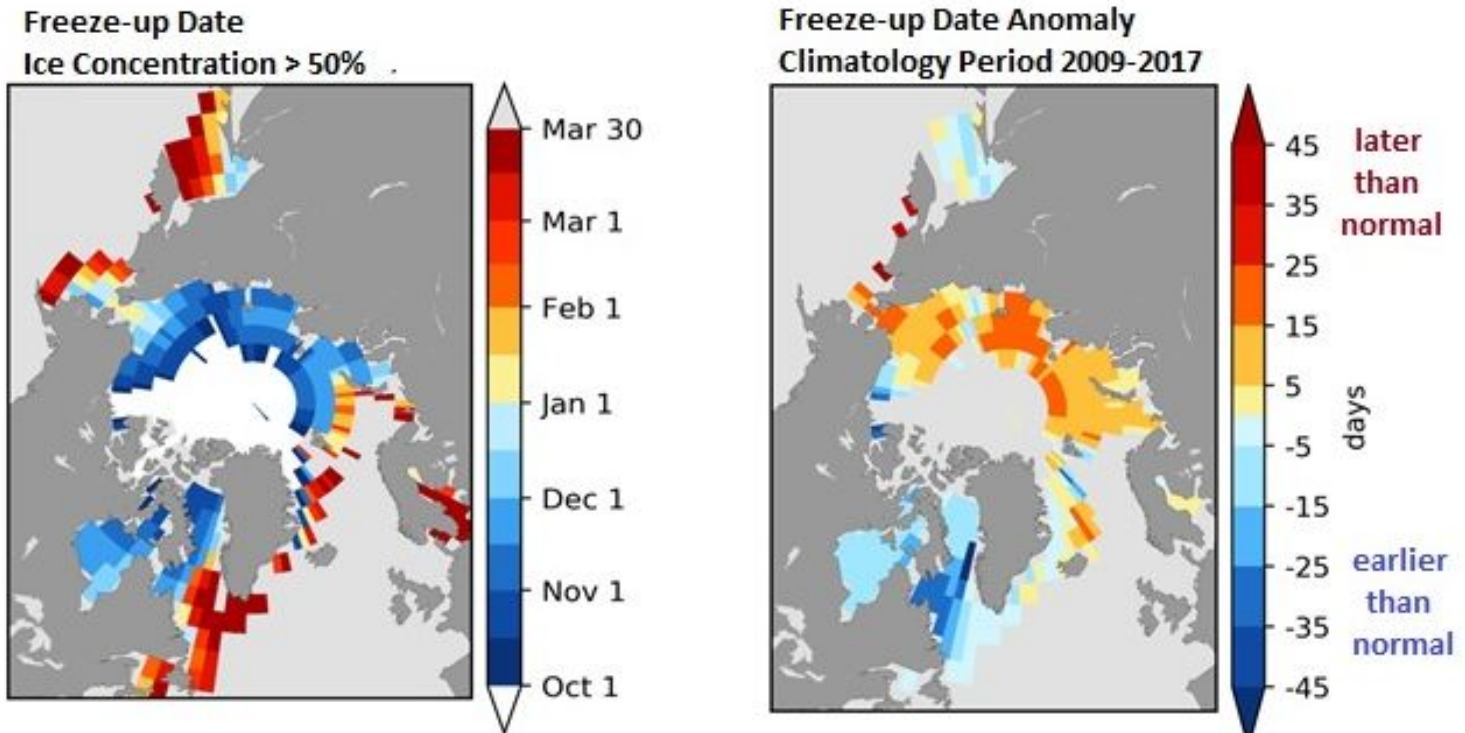 Freeze-up Date
Ice Concentration > 50%
Mar 30
Mar 1
Feb 1
Jan 1
Dec 1
Nov 1
Oct 1
Freeze-up Date Anomaly
Climatology Period 2009-2017
45
35
25
15
5
-5
-15
-25
-35
-45
days
later
than
normal
earlier
than
normal